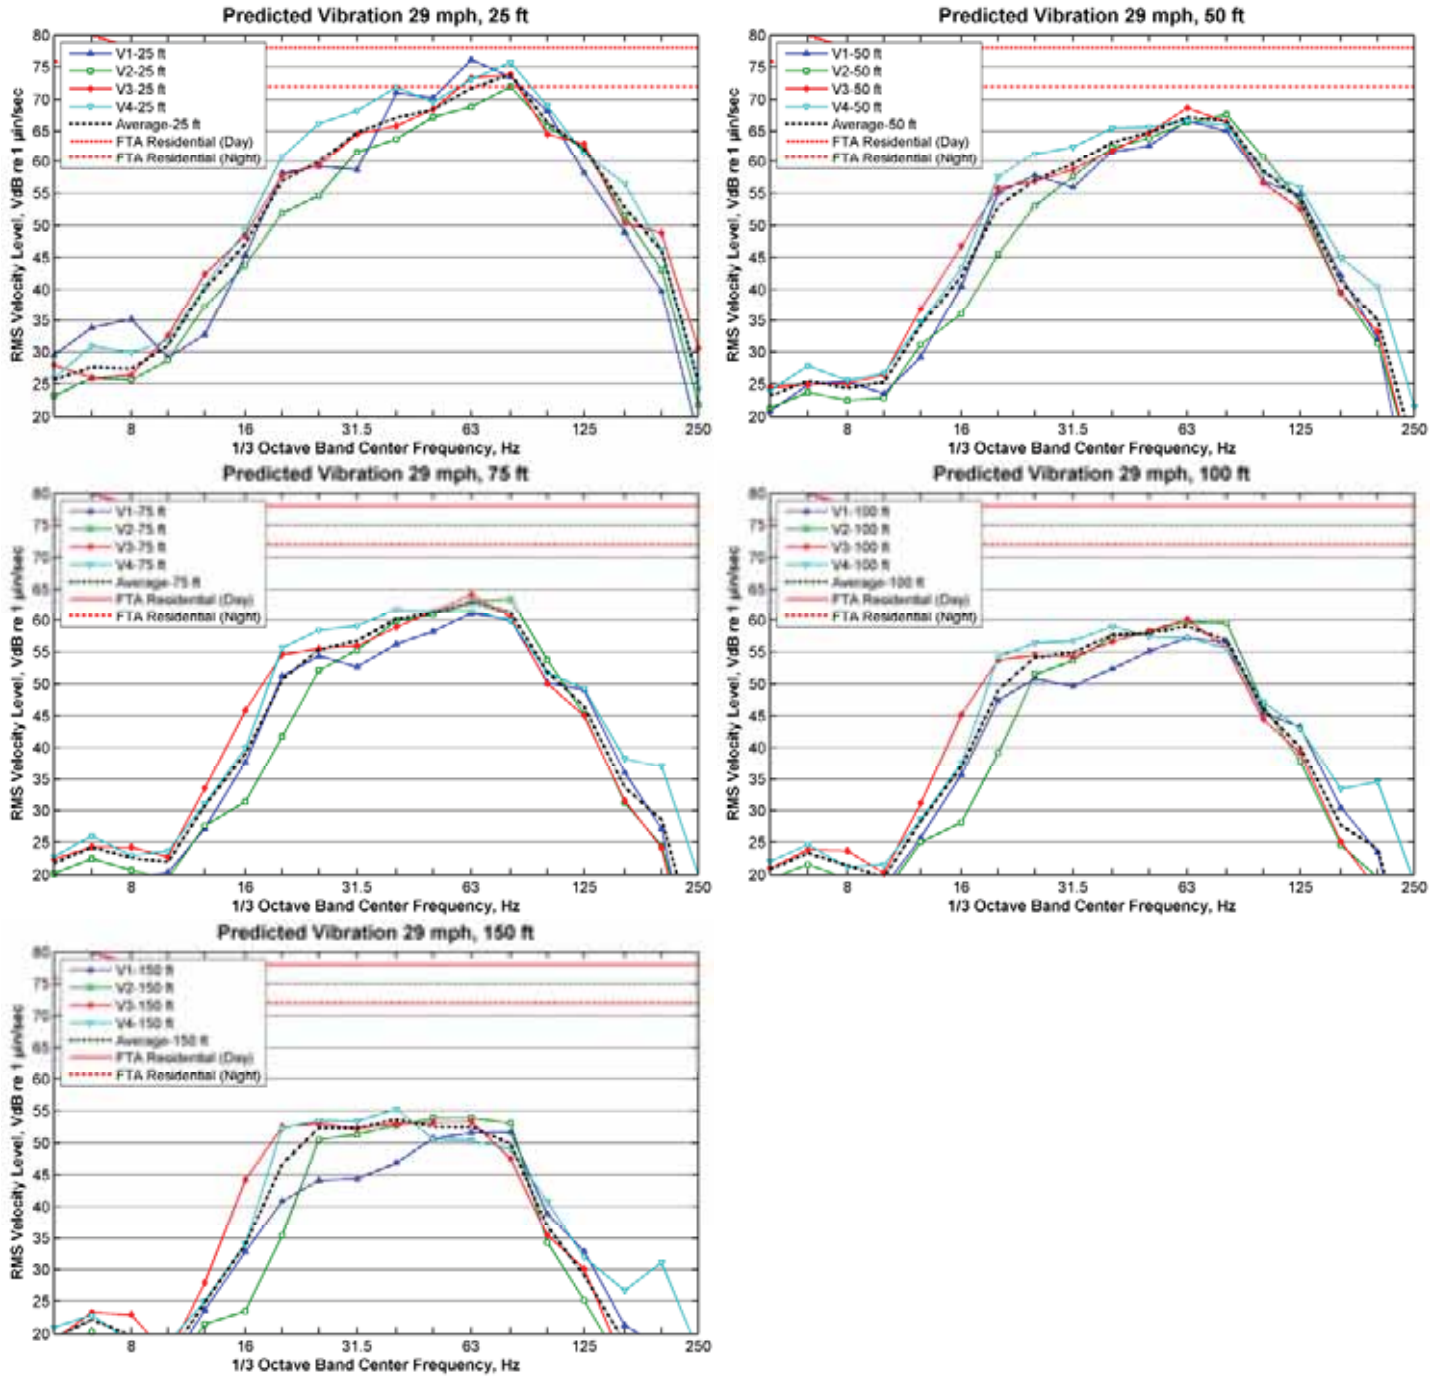 Predicted Vibration 29 mph, 25 ft
80
75
70
65
60
55
50
45
40
35
30
25
20
RMS Velocity Level, VdB re 1 µin/sec
V1-25 ft
V2-25 ft
V3-25 ft
V4-25 ft
Average-25 ft
FTA Residential (Day)
FTA Residential (Night)
8 16 31.5 63 125 250
1/3 Octave Band Center Frequency, Hz
Predicted Vibration 29 mph, 50 ft
80
75
70
65
60
55
50
45
40
35
30
25
20
RMS Velocity Level, VdB re 1 µin/sec
V1-50 ft
V2-50 ft
V3-50 ft
V4-50 ft
Average-50 ft
FTA Residential (Day)
FTA Residential (Night)
8 16 31.5 63 125 250
1/3 Octave Band Center Frequency, Hz
Predicted Vibration 29 mph, 75 ft
80
75
70
65
60
55
50
45
40
35
30
25
20
RMS Velocity Level, VdB re 1 µin/sec
V1-75 ft
V2-75 ft
V3-75 ft
V4-75 ft
Average-75 ft
FTA Residential (Day)
FTA Residential (Night)
8 16 31.5 63 125 250
1/3 Octave Band Center Frequency, Hz
Predicted Vibration 29 mph, 100 ft
80
75
70
65
60
55
50
45
40
35
30
25
20
RMS Velocity Level, VdB re 1 µin/sec
V1-100 ft
V2-100 ft
V3-100 ft
V4-100 ft
Average-100 ft
FTA Residential (Day)
FTA Residential (Night)
8 16 31.5 63 125 250
1/3 Octave Band Center Frequency, Hz
Predicted Vibration 29 mph, 150 ft
80
75
70
65
60
55
50
45
40
35
30
25
20
RMS Velocity Level, VdB re 1 µin/sec
V1-150 ft
V2-150 ft
V3-150 ft
V4-150 ft
Average-150 ft
FTA Residential (Day)
FTA Residential (Night)
8 16 31.5 63 125 250
1/3 Octave Band Center Frequency, Hz